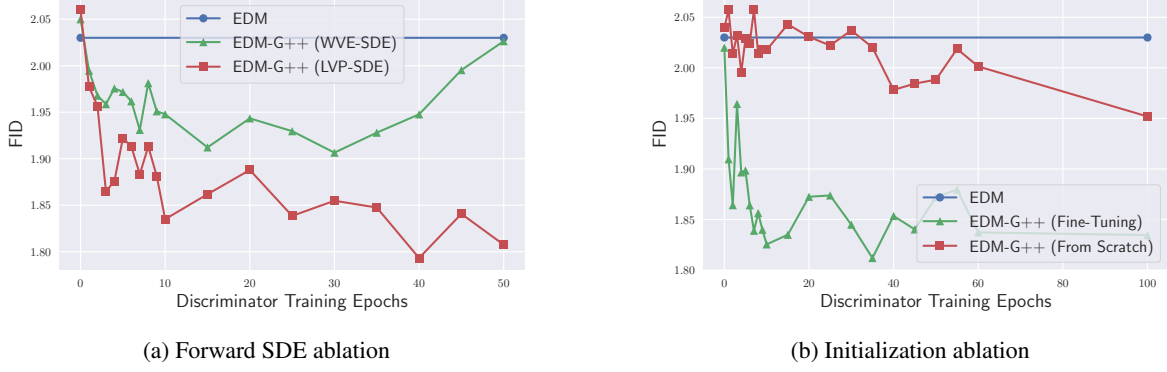 2.05
2.00
1.95
1.90
1.85
1.80
FID
EDM
EDM-G++ (WVE-SDE)
EDM-G++ (LVP-SDE)
0 10 20 30 40 50
Discriminator Training Epochs
(a) Forward SDE ablation
2.05
2.00
1.95
1.90
1.85
1.80
FID
EDM
EDM-G++ (Fine-Tuning)
EDM-G++ (From Scratch)
0 20 40 60 80 100
Discriminator Training Epochs
(b) Initialization ablation